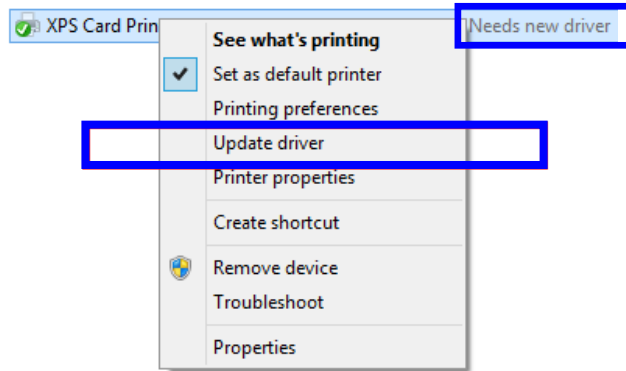 XPS Card Prin
Needs new driver
See what's printing
Set as default printer
Printing preferences
Update driver
Printer properties
Create shortcut
Remove device
Troubleshoot
Properties